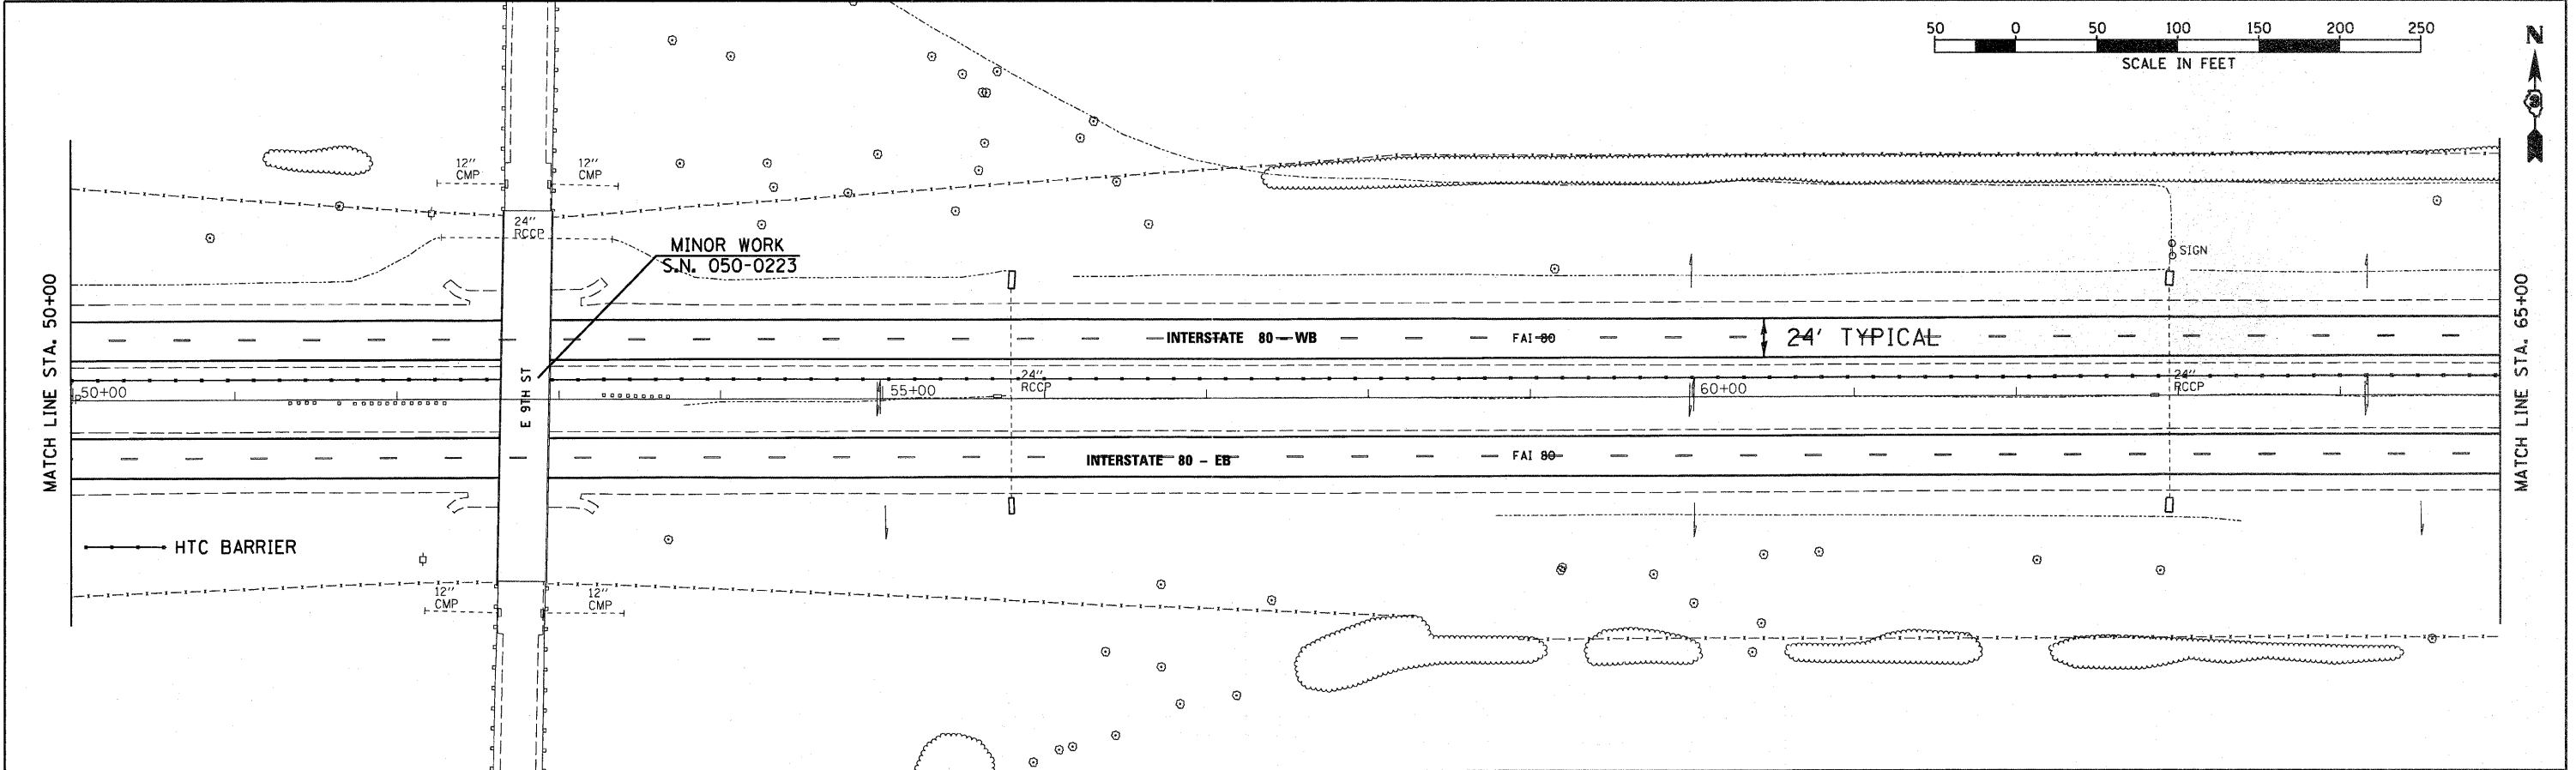 50 0 50 100 150 200 250
SCALE IN FEET
N
12" CMP
12" CMP
24" RCCP
MINOR WORK
S.N. 050-0223
SIGN
MATCH LINE STA. 50+00
MATCH LINE STA. 65+00
INTERSTATE 80 - WB
FAI 80
24' TYPICAL
E 9TH ST
24" RCCP
24" RCCP
50+00
55+00
60+00
INTERSTATE 80 - EB
FAI 80
HTC BARRIER
12" CMP
12" CMP